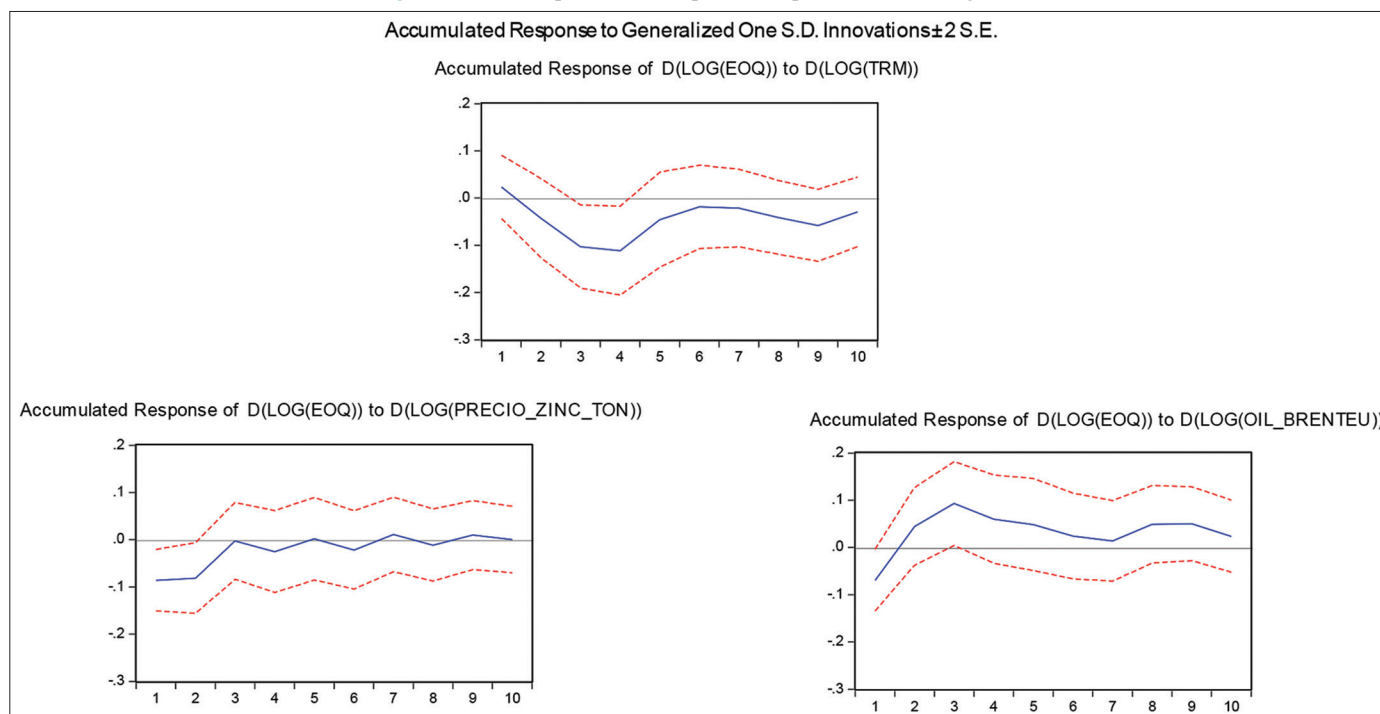 Accumulated Response to Generalized One S.D. Innovations±2 S.E.
Accumulated Response of D(LOG(EOQ)) to D(LOG(TRM))
.2
.1
.0
-.1
-.2
-.3
1 2 3 4 5 6 7 8 9 10
Accumulated Response of D(LOG(EOQ)) to D(LOG(PRECIO_ZINC_TON))
.2
.1
.0
-.1
-.2
-.3
1 2 3 4 5 6 7 8 9 10
Accumulated Response of D(LOG(EOQ)) to D(LOG(OIL_BRENTEU))
.2
.1
.0
-.1
-.2
-.3
1 2 3 4 5 6 7 8 9 10